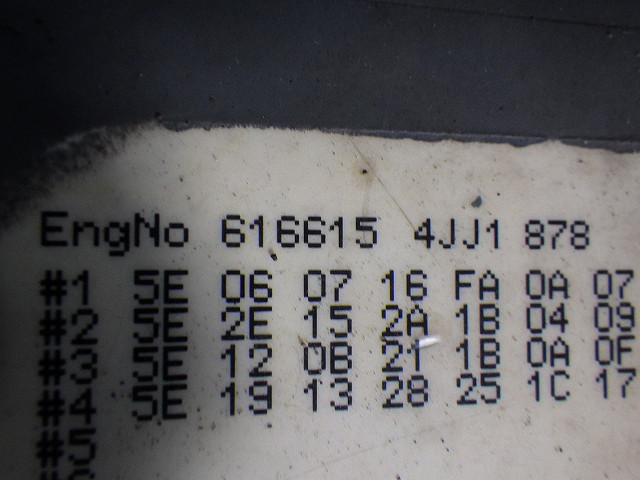 EngNo 616615 4JJ1 878
#1 5E 06 07 16 FA 0A 07
#2 5E 2E 15 2A 1B 04 09
#3 5E 12 0B 21 1B 0A 0F
#4 5E 19 13 28 25 1C 17
#5